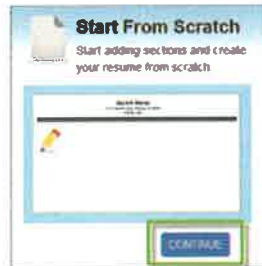 Start From Scratch
Start adding sections and create
your resume from scratch
CONTINUE